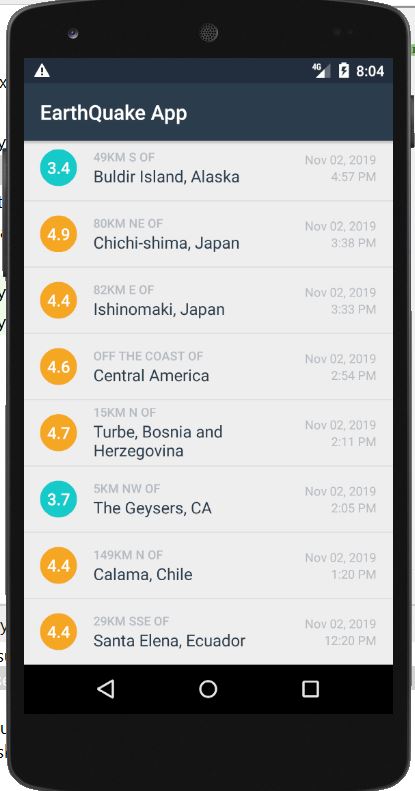 4G 8:04
EarthQuake App
3.4 49KM S OF Nov 02, 2019
Buldir Island, Alaska 4:57 PM
4.9 80KM NE OF Nov 02, 2019
Chichi-shima, Japan 3:38 PM
4.4 82KM E OF Nov 02, 2019
Ishinomaki, Japan 3:33 PM
4.6 OFF THE COAST OF Nov 02, 2019
Central America 2:54 PM
4.7 15KM N OF Nov 02, 2019
Turbe, Bosnia and 2:11 PM
Herzegovina
3.7 5KM NW OF Nov 02, 2019
The Geysers, CA 2:05 PM
4.4 149KM N OF Nov 02, 2019
Calama, Chile 1:20 PM
4.4 29KM SSE OF Nov 02, 2019
Santa Elena, Ecuador 12:20 PM